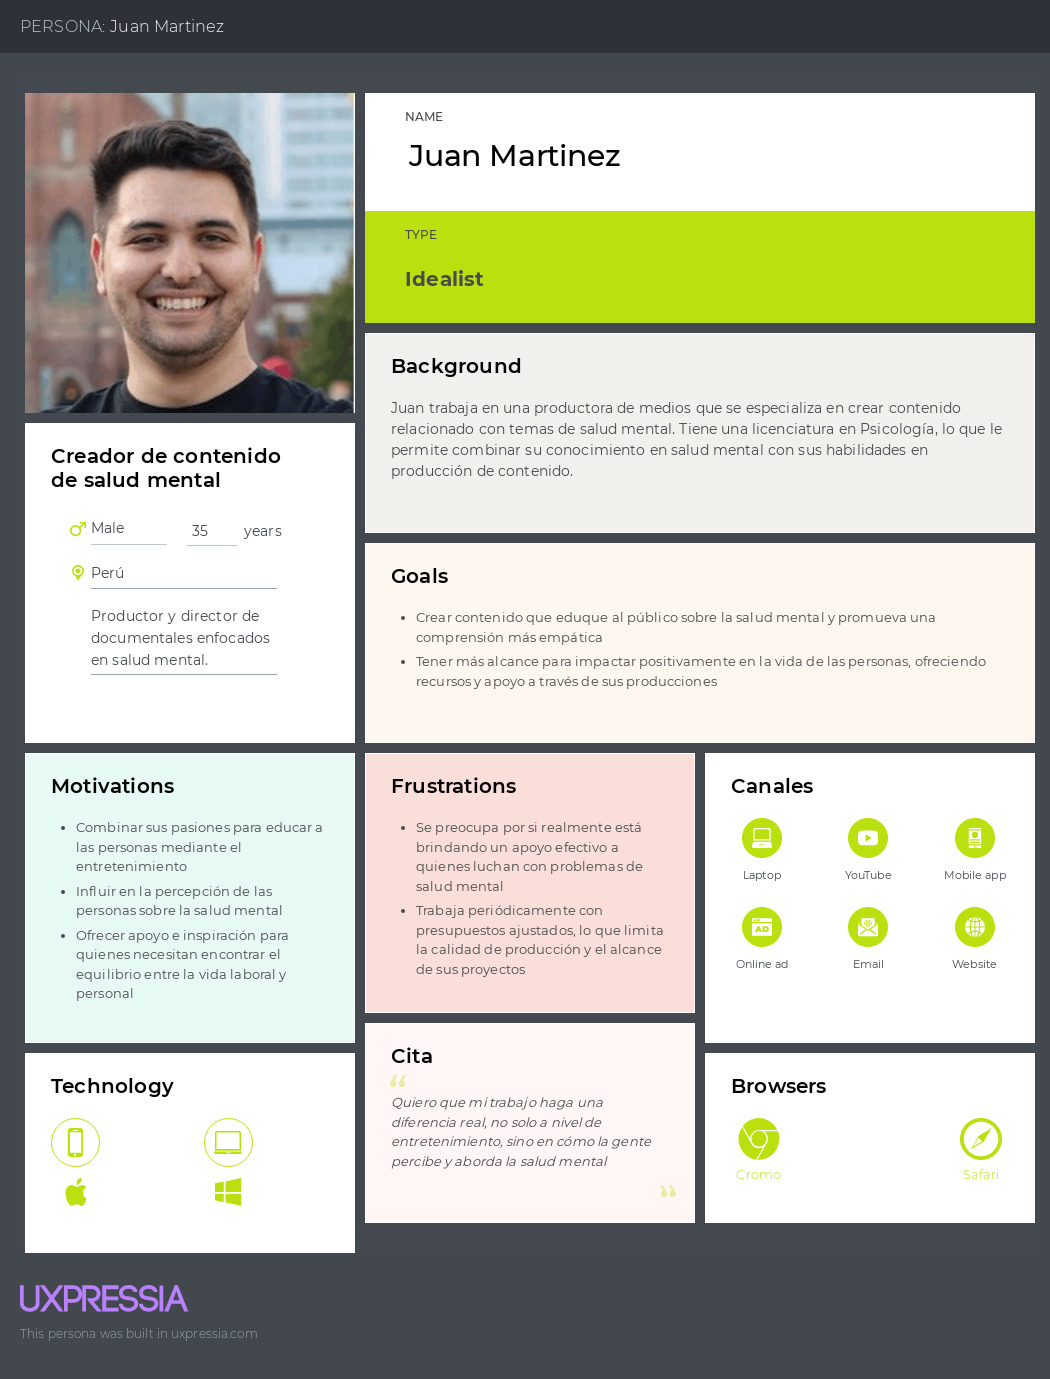 PERSONA: Juan Martinez
NAME
Juan Martinez
TYPE
Idealist
Background
Juan trabaja en una productora de medios que se especializa en crear contenido
relacionado con temas de salud mental. Tiene una licenciatura en Psicología, lo que le
permite combinar su conocimiento en salud mental con sus habilidades en
producción de contenido.
Creador de contenido
de salud mental
Male 35 years
Perú
Productor y director de
documentales enfocados
en salud mental.
Goals
• Crear contenido que eduque al público sobre la salud mental y promueva una
comprensión más empática
• Tener más alcance para impactar positivamente en la vida de las personas, ofreciendo
recursos y apoyo a través de sus producciones
Motivations
• Combinar sus pasiones para educar a
las personas mediante el
entretenimiento
• Influir en la percepción de las
personas sobre la salud mental
• Ofrecer apoyo e inspiración para
quienes necesitan encontrar el
equilibrio entre la vida laboral y
personal
Frustrations
• Se preocupa por si realmente está
brindando un apoyo efectivo a
quienes luchan con problemas de
salud mental
• Trabaja periódicamente con
presupuestos ajustados, lo que limita
la calidad de producción y el alcance
de sus proyectos
Canales
Laptop YouTube Mobile app
AD
Online ad Email Website
Cita
“
Quiero que mi trabajo haga una
diferencia real, no solo a nivel de
entretenimiento, sino en cómo la gente
percibe y aborda la salud mental
”
Technology
Browsers
Cromo Safari
UXPRESSIA
This persona was built in uxpressia.com